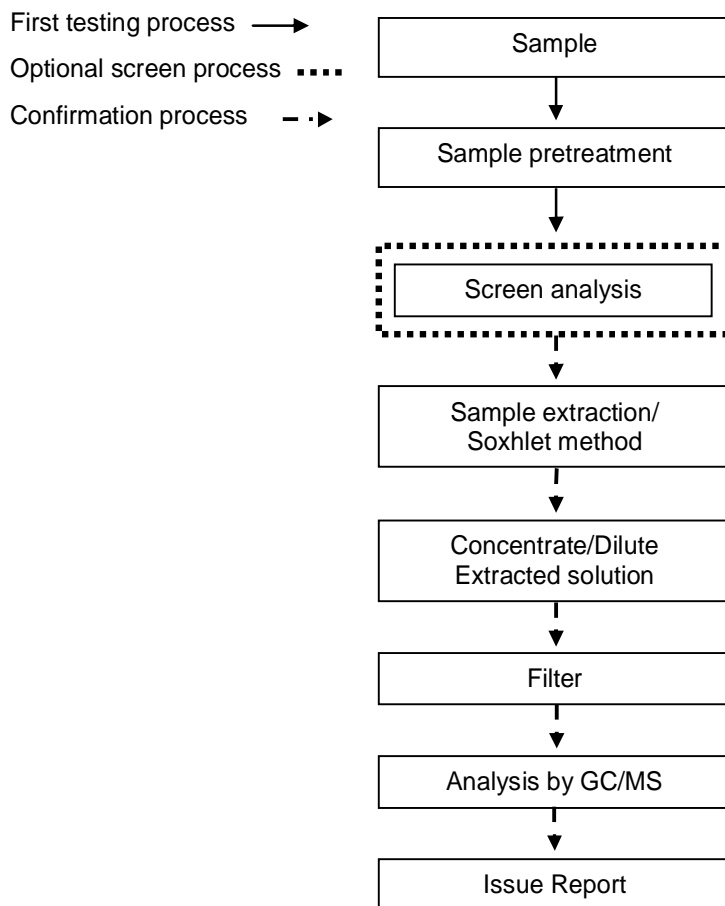 First testing process
Optional screen process
Confirmation process
Sample
Sample pretreatment
Screen analysis
Sample extraction/
Soxhlet method
Concentrate/Dilute
Extracted solution
Filter
Analysis by GC/MS
Issue Report